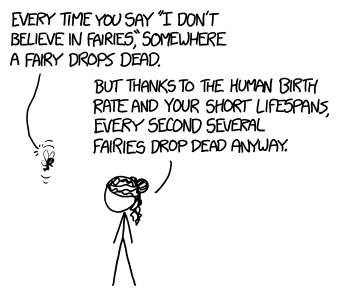 EVERY TIME YOU SAY "I DON'T
BELIEVE IN FAIRIES," SOMEWHERE
A FAIRY DROPS DEAD.
BUT THANKS TO THE HUMAN BIRTH
RATE AND YOUR SHORT LIFESPANS,
EVERY SECOND SEVERAL
FAIRIES DROP DEAD ANYWAY.